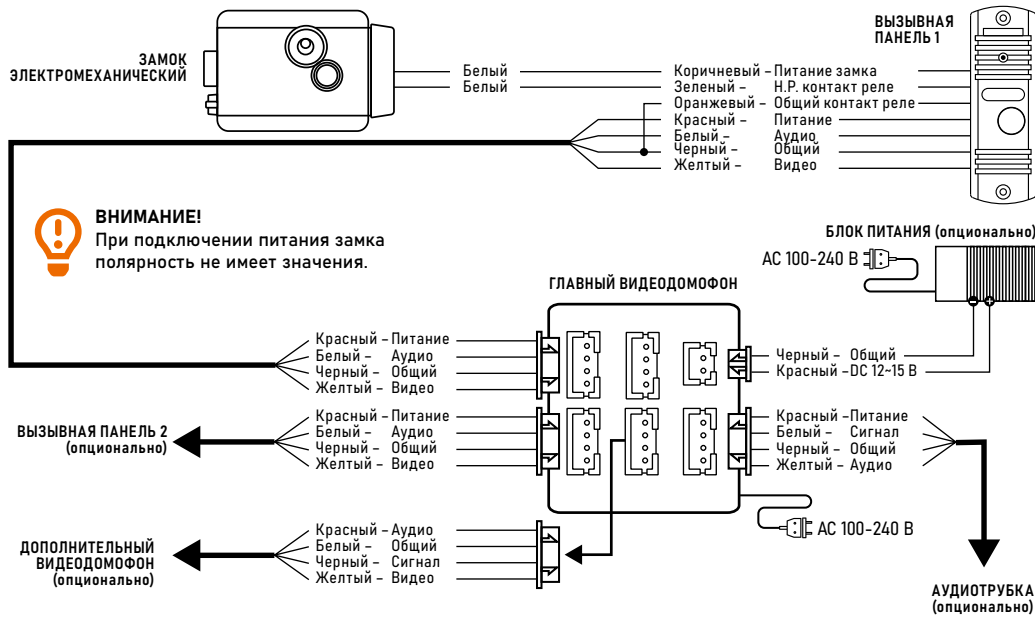 ВЫЗЫВНАЯ
ПАНЕЛЬ 1
ЗАМОК
ЭЛЕКТРОМЕХАНИЧЕСКИЙ
Белый
Белый
Коричневый – Питание замка
Зеленый – Н.Р. контакт реле
Оранжевый – Общий контакт реле
Красный – Питание
Белый – Аудио
Черный – Общий
Желтый – Видео
ВНИМАНИЕ!
При подключении питания замка
полярность не имеет значения.
БЛОК ПИТАНИЯ (опционально)
AC 100-240 В
ГЛАВНЫЙ ВИДЕОДОМОФОН
Красный – Питание
Белый – Аудио
Черный – Общий
Желтый – Видео
Черный – Общий
Красный – DC 12~15 В
ВЫЗЫВНАЯ ПАНЕЛЬ 2
(опционально)
Красный – Питание
Белый – Аудио
Черный – Общий
Желтый – Видео
Красный – Питание
Белый – Сигнал
Черный – Общий
Желтый – Аудио
AC 100-240 В
ДОПОЛНИТЕЛЬНЫЙ
ВИДЕОДОМОФОН
(опционально)
Красный – Аудио
Белый – Общий
Черный – Сигнал
Желтый – Видео
АУДИОТРУБКА
(опционально)